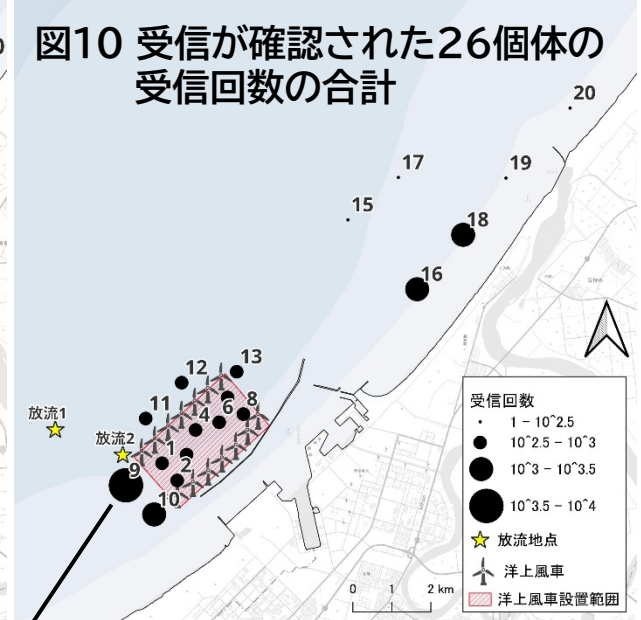 図10 受信が確認された26個体の
受信回数の合計
20
17
19
15
18
16
13
12
6
8
11
4
放流1
放流2
1
2
9
10
受信回数
1 - 10^2.5
10^2.5 - 10^3
10^3 - 10^3.5
10^3.5 - 10^4
放流地点
洋上風車
洋上風車設置範囲
0 1 2 km